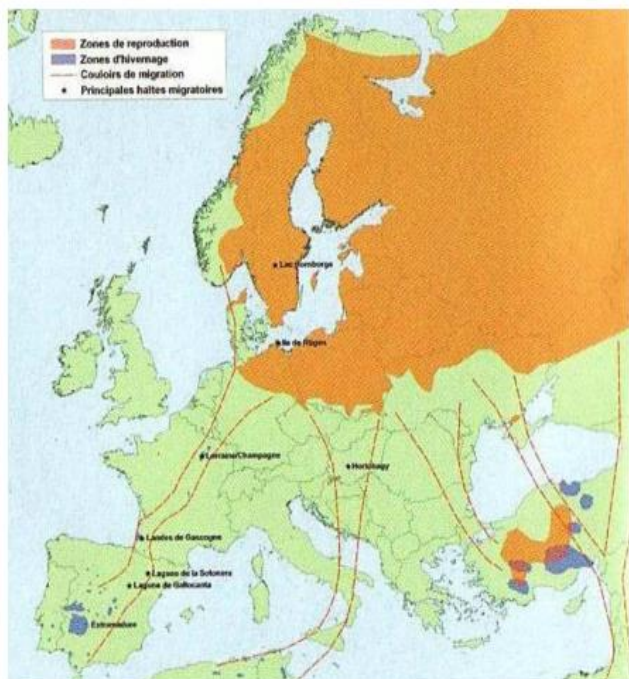 Zones de reproduction
Zones d'hivernage
Couloirs de migration
Principales haltes migratoires
Lac Hornborga
Ile de Rügen
Lorraine/Champagne
Hortobagy
Landes de Gascogne
Laguna de la Sotonera
Laguna de Gallocanta
Extremadure